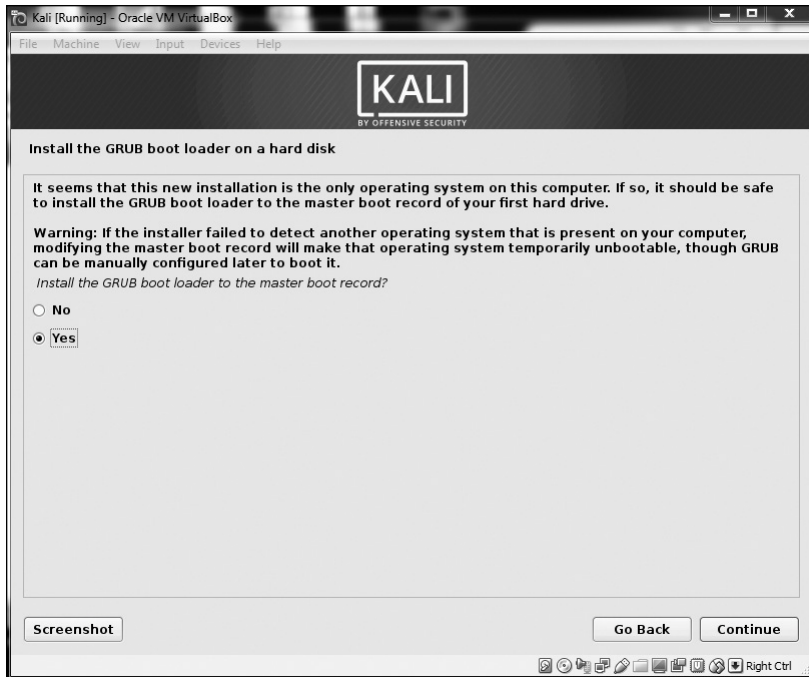 Kali [Running] - Oracle VM VirtualBox
File Machine View Input Devices Help
KALI
BY OFFENSIVE SECURITY
Install the GRUB boot loader on a hard disk
It seems that this new installation is the only operating system on this computer. If so, it should be safe
to install the GRUB boot loader to the master boot record of your first hard drive.
Warning: If the installer failed to detect another operating system that is present on your computer,
modifying the master boot record will make that operating system temporarily unbootable, though GRUB
can be manually configured later to boot it.
Install the GRUB boot loader to the master boot record?
No
Yes
Screenshot
Go Back
Continue
Right Ctrl